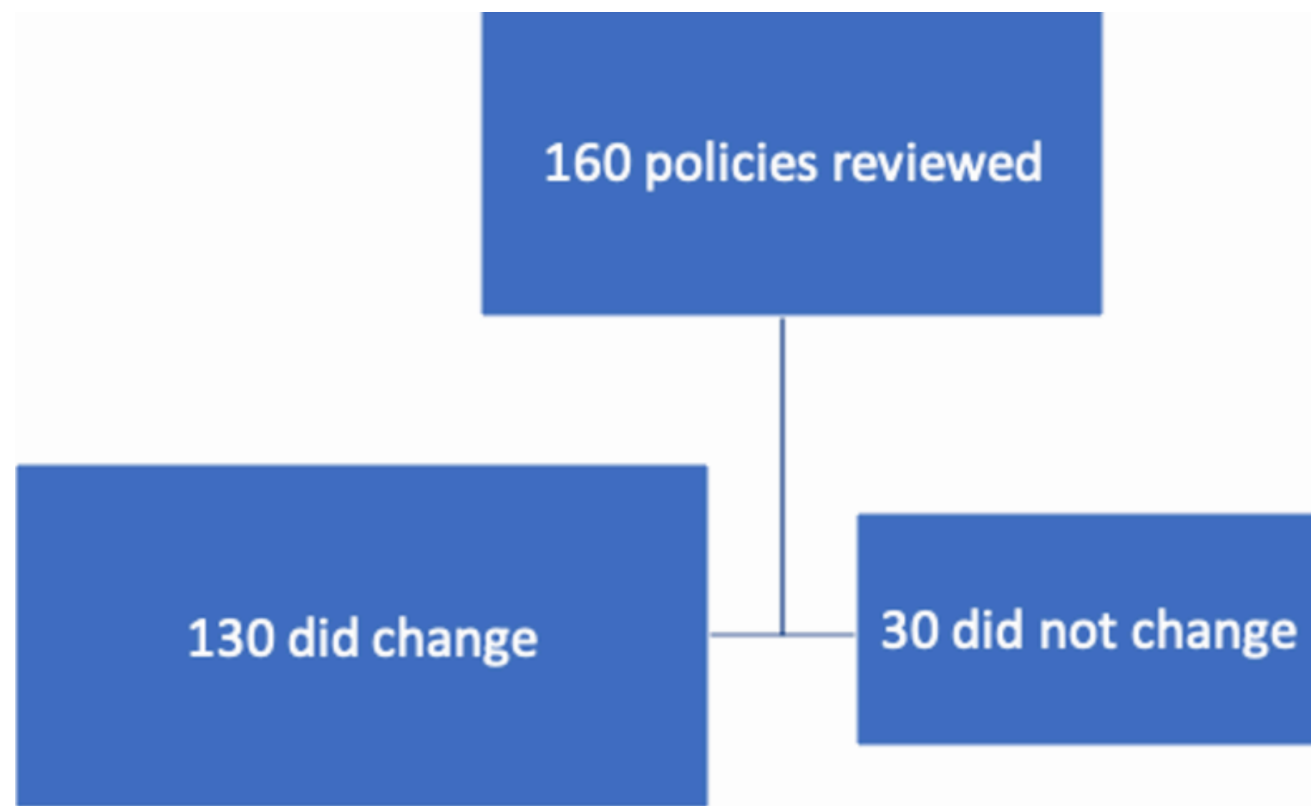 160 policies reviewed
130 did change
30 did not change